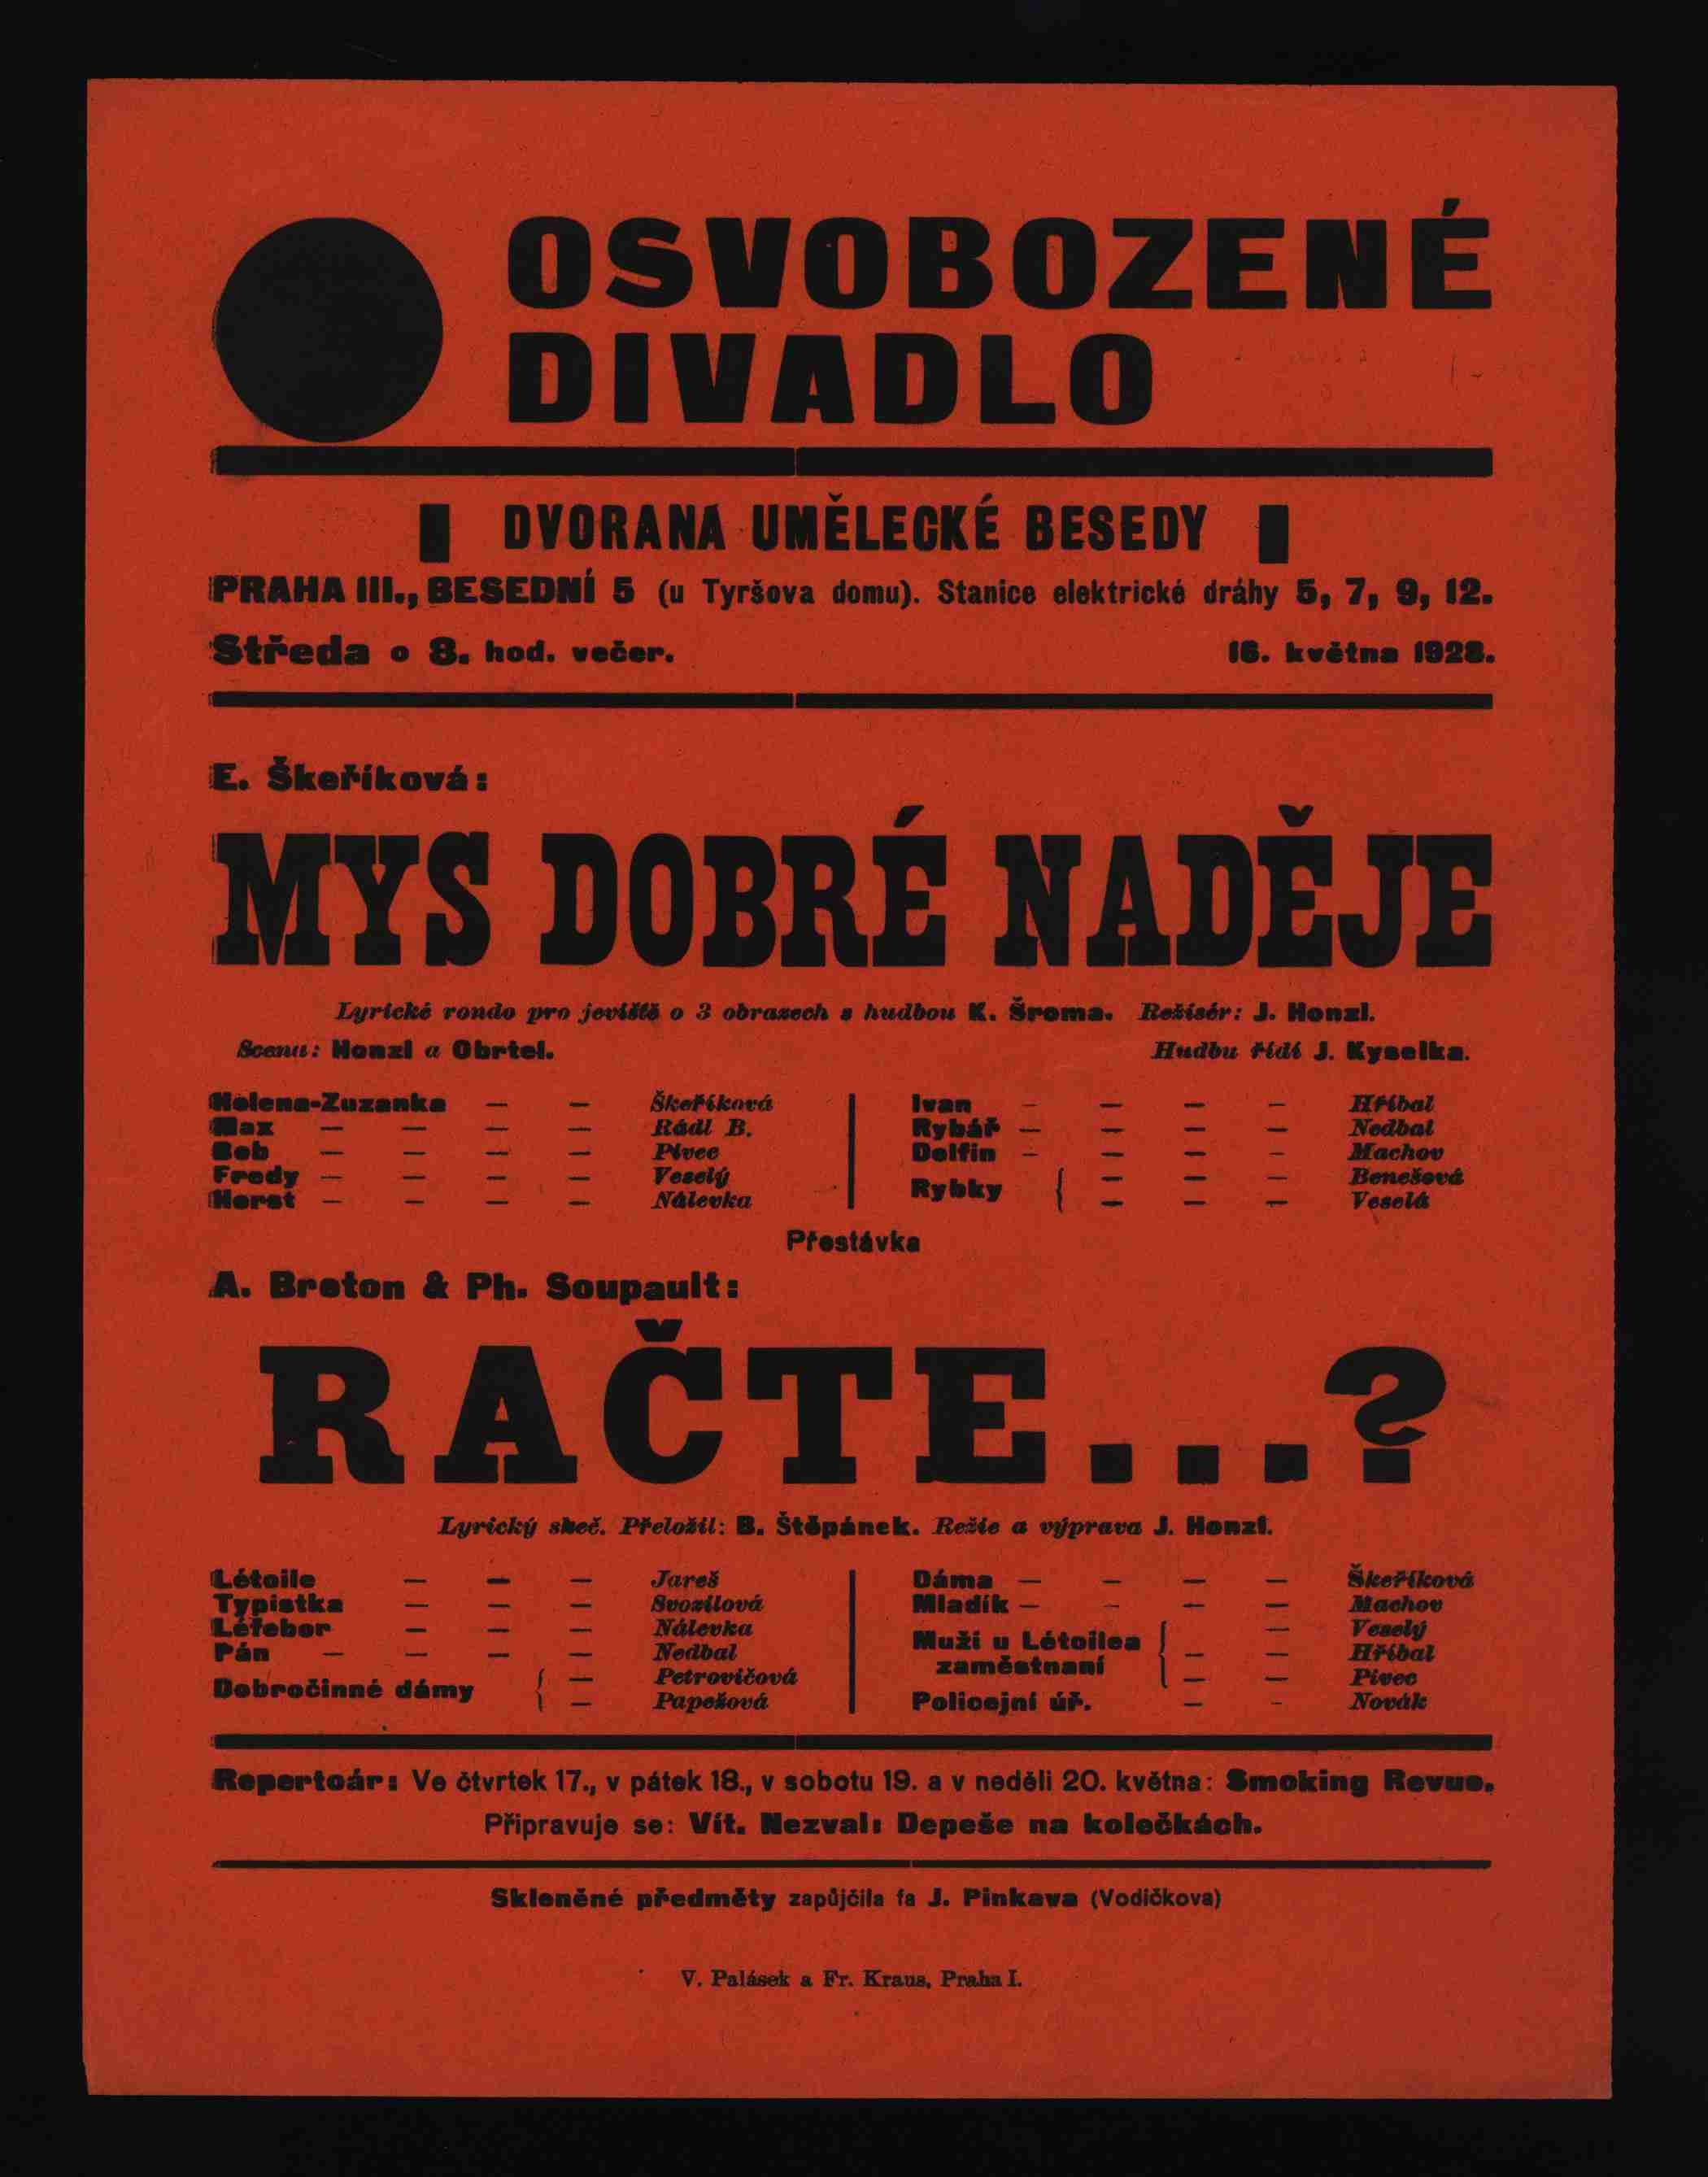 OSVOBOZENÉ
DIVADLO
DVORANA UMĚLECKÉ BESEDY
PRAHA III., BESEDNÍ 5 (u Tyršova domu). Stanice elektrické dráhy 5, 7, 9, 12.
Středa o 8. hod. večer. 16. května 1928.
E. Škeříková:
MYS DOBRÉ NADĚJE
Lyrické rondo pro jeviště o 3 obrazech s hudbou K. Šroma. Režisér: J. Honzl.
Scenu: Honzl a Obrtel. Hudbu řídí J. Kyselka.
Helena-Zuzanka — — Škeříková
Max — — — — Rádl B.
Bob — — — — Pivec
Fredy — — — — Veselý
Horst — — — — Nálevka
Ivan — — — — Hříbal
Rybář — — — — Nedbal
Delfin — — — — Machov
Rybky { — — — Benešová
— — — Veselá
Přestávka
A. Breton & Ph. Soupault:
RAČTE...?
Lyrický skeč. Přeložil: B. Štěpánek. Režie a výprava J. Honzl.
Létoile — — — Jareš
Typistka — — — Svozilová
Léfebor — — — Nálevka
Pán — — — — Nedbal
Dobročinné dámy { — Petrovičová
— Papešová
Dáma — — — — Škeříková
Mladík — — — — Machov
Muži u Létoilea { — Veselý
zaměstnaní — — Hříbal
— — Pivec
Policejní úř. — — Novák
Repertoár: Ve čtvrtek 17., v pátek 18., v sobotu 19. a v neděli 20. května: Smoking Revue.
Připravuje se: Vít. Nezval: Depeše na kolečkách.
Skleněné předměty zapůjčila fa J. Pinkava (Vodičkova)
V. Palásek a Fr. Kraus, Praha I.